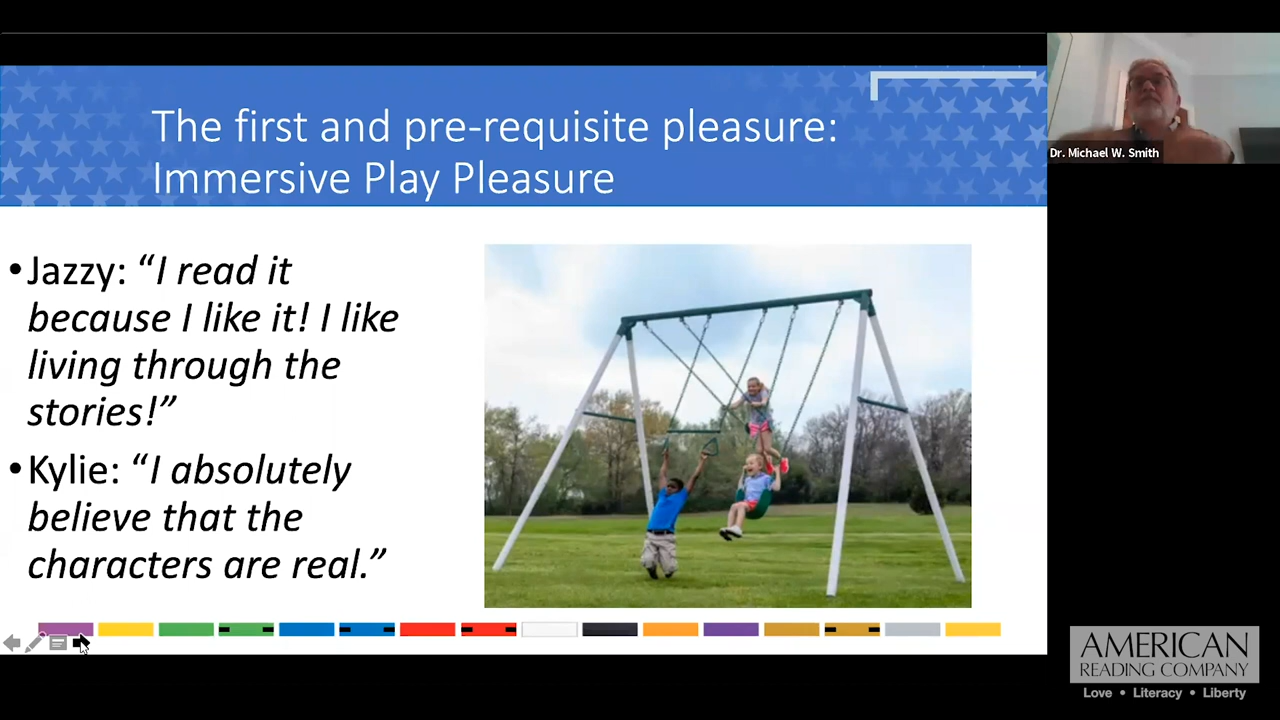 The first and pre-requisite pleasure:
Immersive Play Pleasure
•Jazzy: “I read it
because I like it! I like
living through the
stories!”
•Kylie: “I absolutely
believe that the
characters are real.”
Dr. Michael W. Smith
AMERICAN
READING COMPANY
Love • Literacy • Liberty